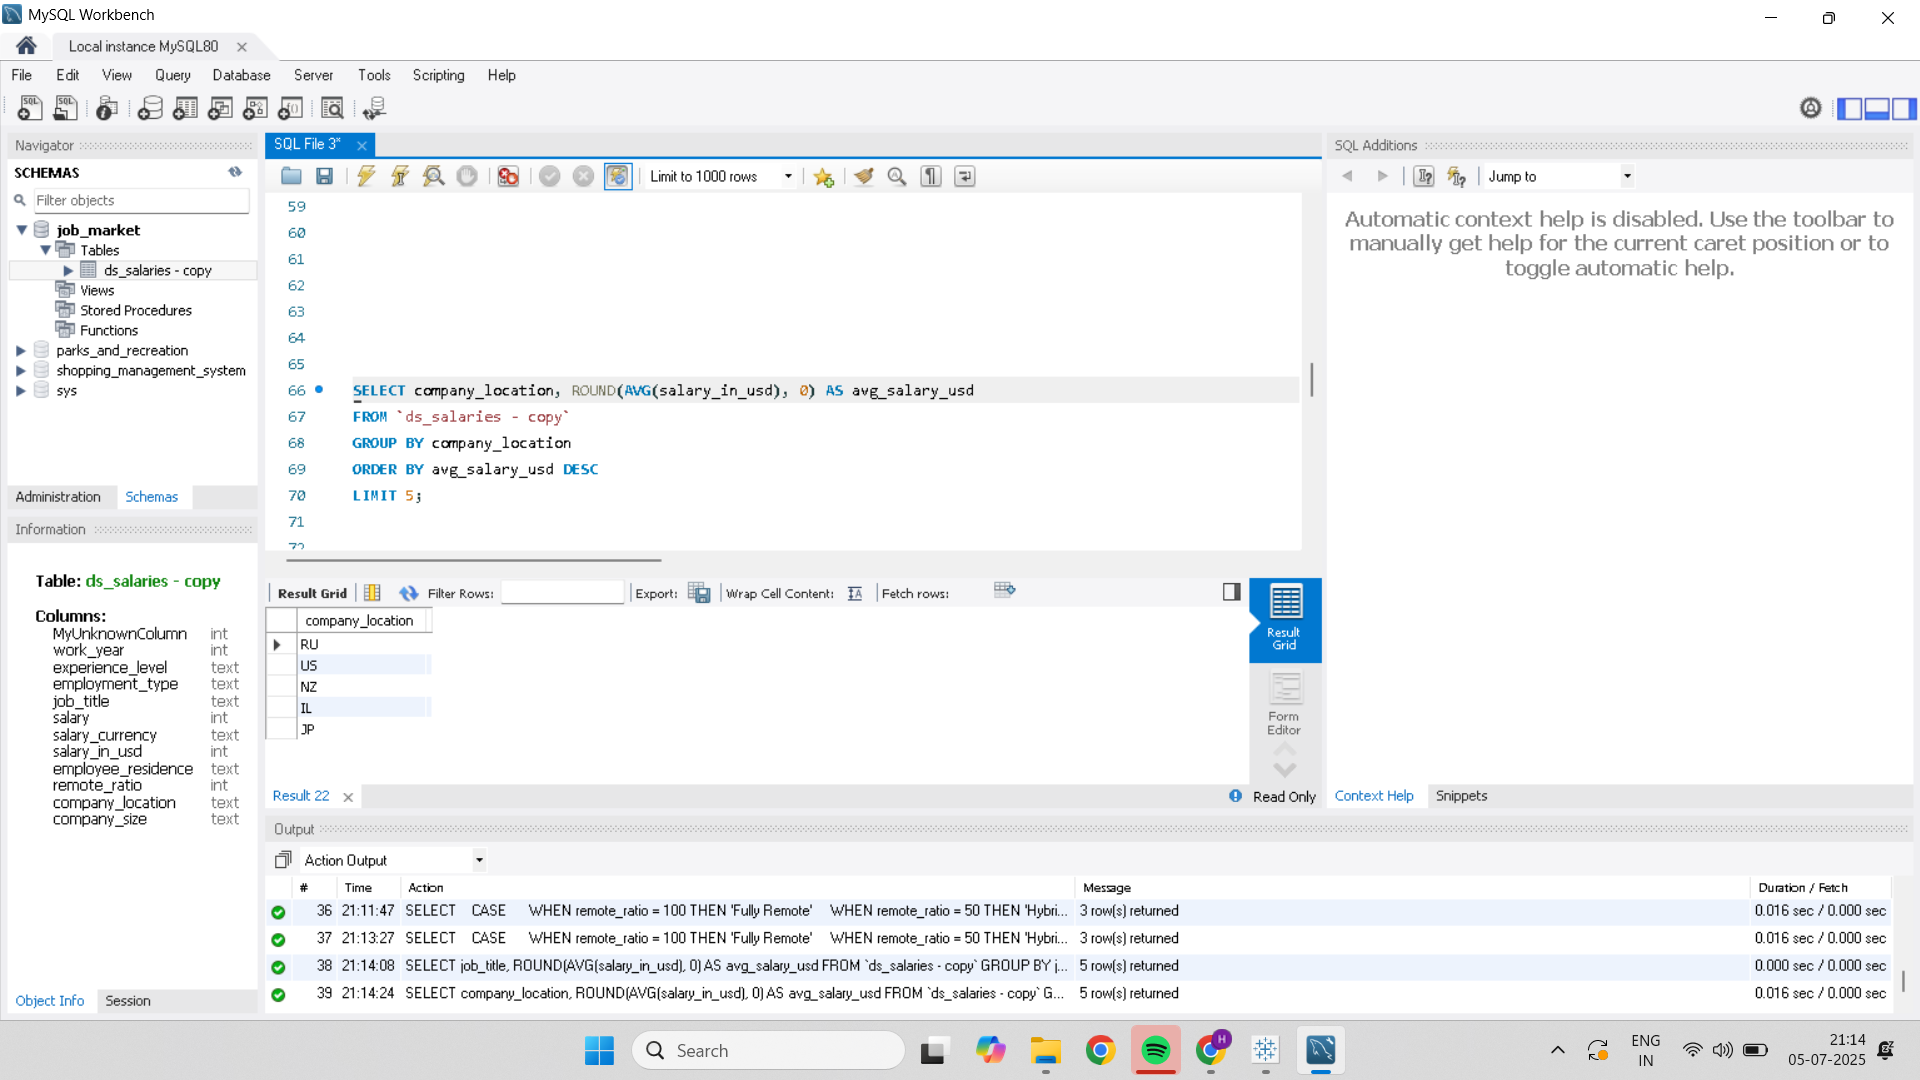 MySQL Workbench
Local instance MySQL80
File Edit View Query Database Server Tools Scripting Help
Navigator
SCHEMAS
Filter objects
job_market
Tables
ds_salaries - copy
Views
Stored Procedures
Functions
parks_and_recreation
shopping_management_system
sys
Administration Schemas
Information
Table: ds_salaries - copy
Columns:
MyUnknownColumn int
work_year int
experience_level text
employment_type text
job_title text
salary int
salary_currency text
salary_in_usd int
employee_residence text
remote_ratio int
company_location text
company_size text
Object Info Session
SQL File 3*
Limit to 1000 rows
59
60
61
62
63
64
65
66 SELECT company_location, ROUND(AVG(salary_in_usd), 0) AS avg_salary_usd
67 FROM `ds_salaries - copy`
68 GROUP BY company_location
69 ORDER BY avg_salary_usd DESC
70 LIMIT 5;
71
72
Result Grid Filter Rows: Export: Wrap Cell Content: Fetch rows:
company_location
RU
US
NZ
IL
JP
Result Grid
Form Editor
Result 22
Read Only
SQL Additions
Jump to
Automatic context help is disabled. Use the toolbar to
manually get help for the current caret position or to
toggle automatic help.
Context Help Snippets
Output
Action Output
# Time Action Message Duration / Fetch
36 21:11:47 SELECT CASE WHEN remote_ratio = 100 THEN 'Fully Remote' WHEN remote_ratio = 50 THEN 'Hybri... 3 row(s) returned 0.016 sec / 0.000 sec
37 21:13:27 SELECT CASE WHEN remote_ratio = 100 THEN 'Fully Remote' WHEN remote_ratio = 50 THEN 'Hybri... 3 row(s) returned 0.016 sec / 0.000 sec
38 21:14:08 SELECT job_title, ROUND(AVG(salary_in_usd), 0) AS avg_salary_usd FROM `ds_salaries - copy` GROUP BY j... 5 row(s) returned 0.000 sec / 0.000 sec
39 21:14:24 SELECT company_location, ROUND(AVG(salary_in_usd), 0) AS avg_salary_usd FROM `ds_salaries - copy` G... 5 row(s) returned 0.016 sec / 0.000 sec
Search
H
ENG
IN
21:14
05-07-2025